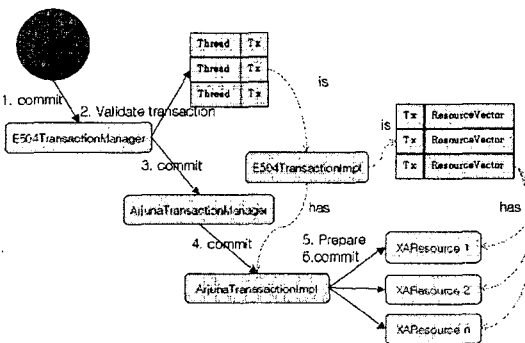 Thread Tx
Thread Tx
Thread Tx
1. commit
2. Validate transaction
is
E504TransactionManager
Tx ResourceVector
Tx ResourceVector
Tx ResourceVector
is
3. commit
E504TransactionImpl
ArjunaTransactionManager
has
has
4. commit
5. Prepare
6.commit
XAResource 1
ArjunaTransactionImpl
XAResource 2
XAResource n